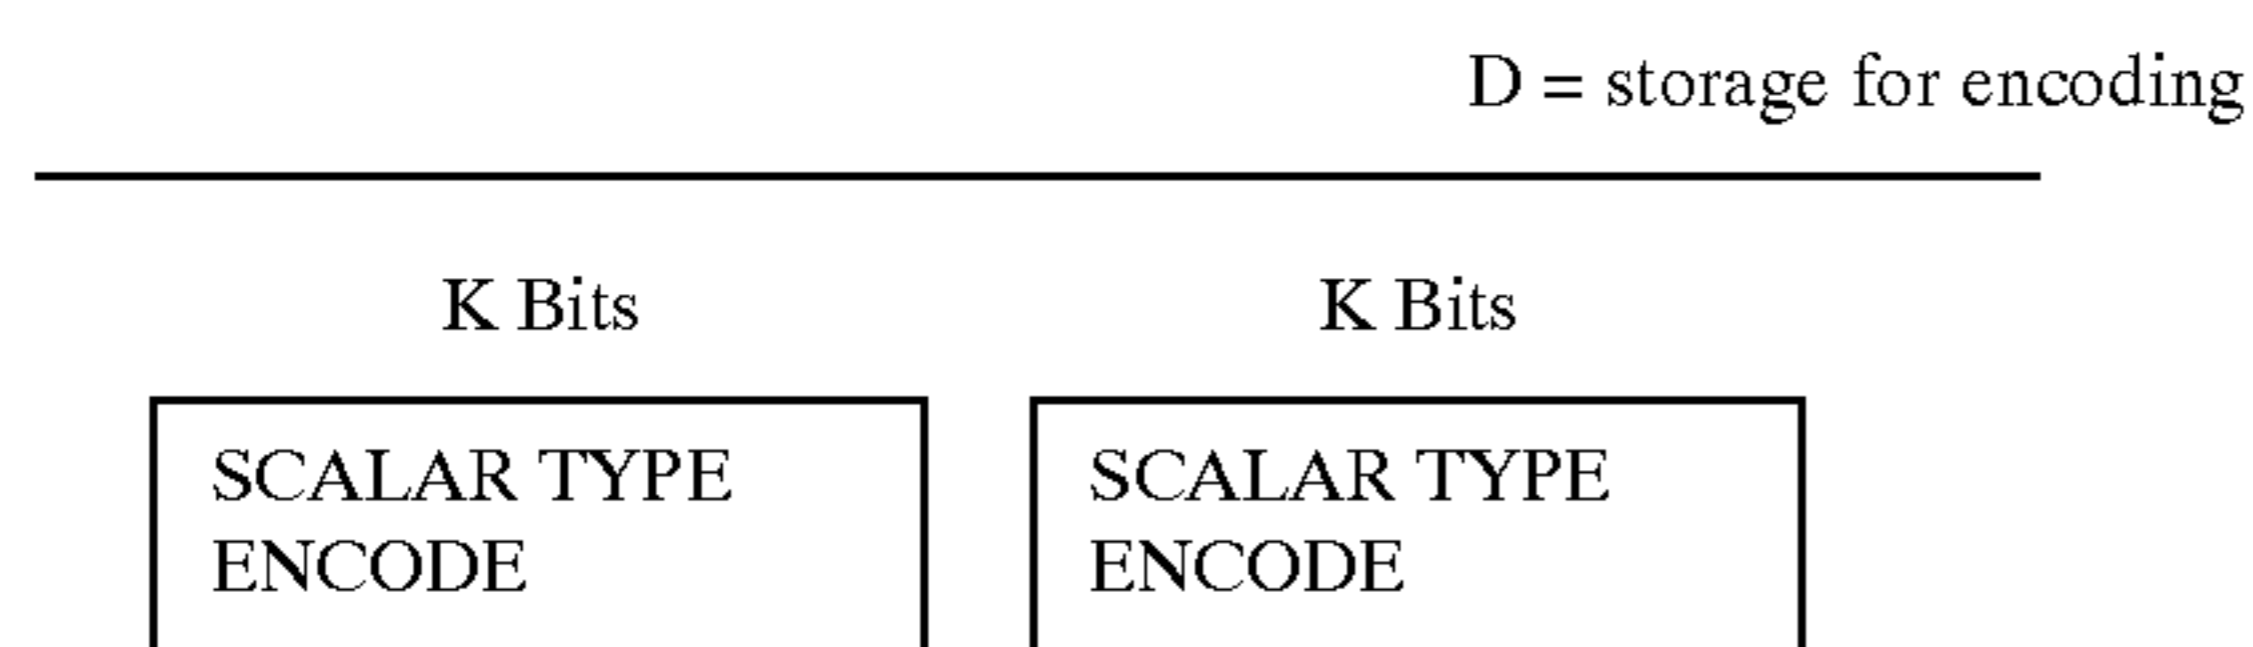 D = storage for encoding
K Bits
K Bits
SCALAR TYPE
ENCODE
SCALAR TYPE
ENCODE